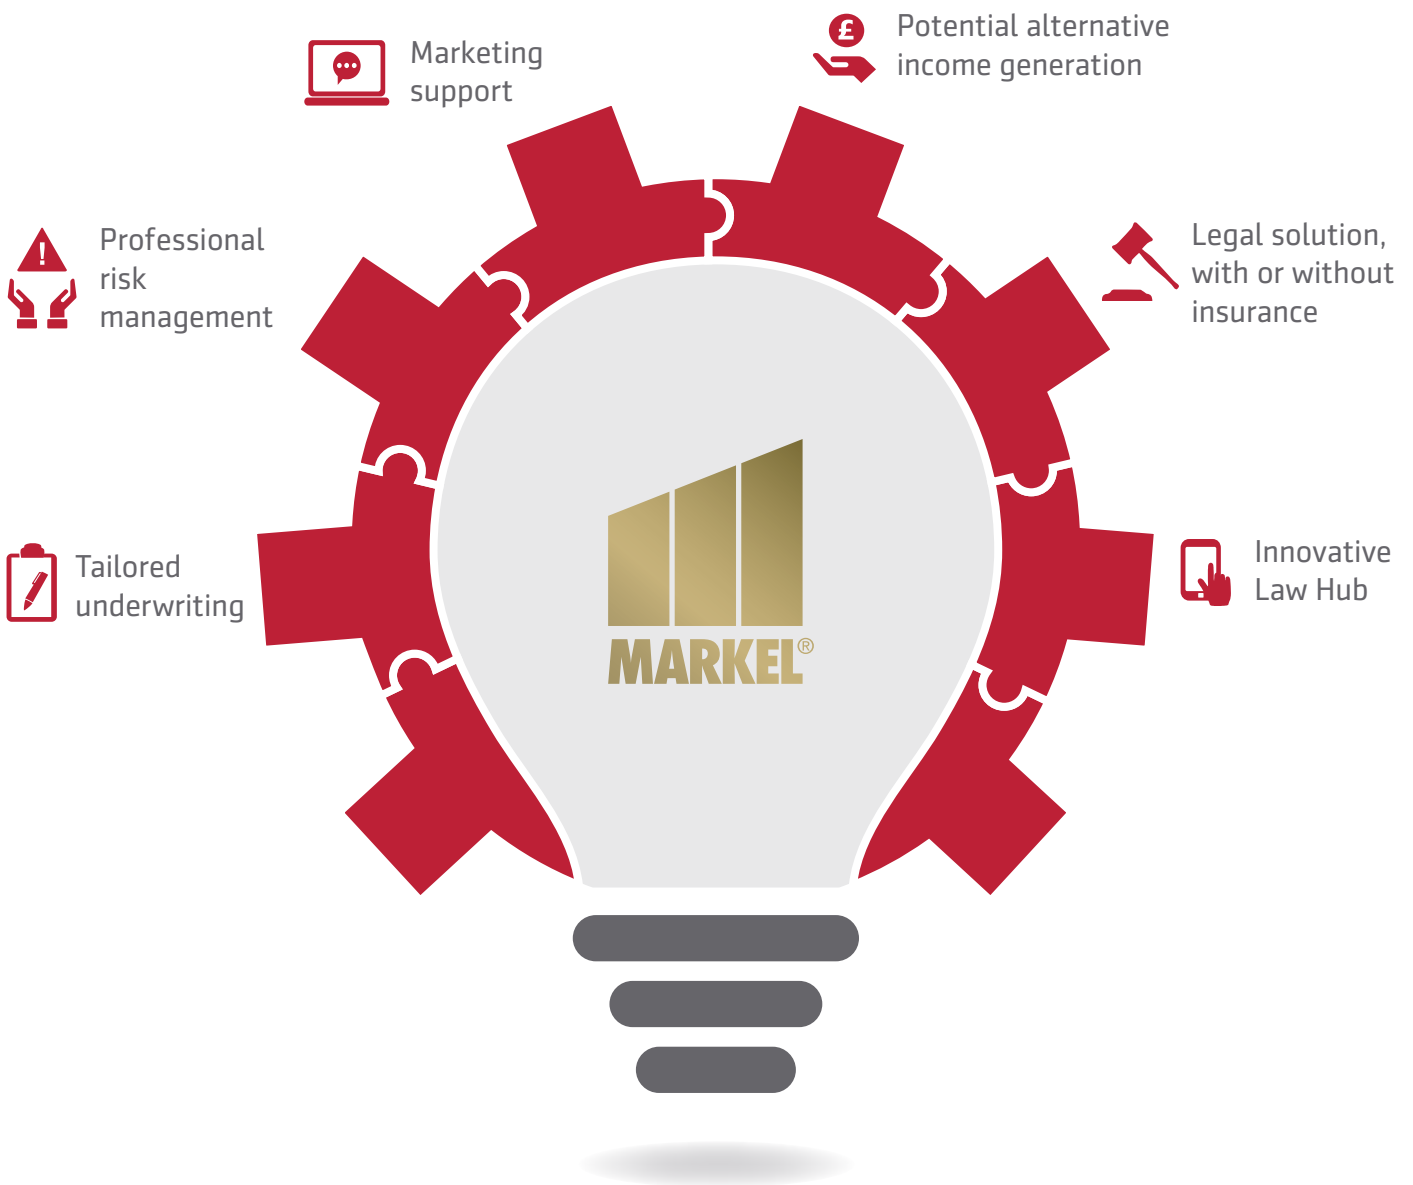 Marketing
support
£
Potential alternative
income generation
!
Professional
risk
management
Legal solution,
with or without
insurance
Tailored
underwriting
Innovative
Law Hub
MARKEL®